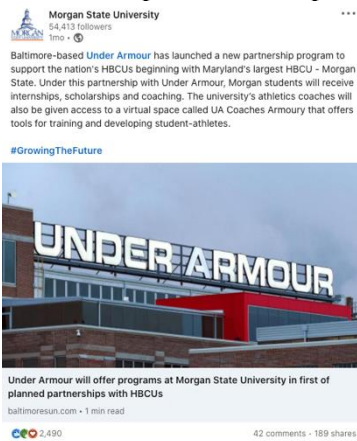 Morgan State University
54,413 followers
1mo •
MORGAN
Baltimore-based Under Armour has launched a new partnership program to
support the nation's HBCUs beginning with Maryland's largest HBCU - Morgan
State. Under this partnership with Under Armour, Morgan students will receive
internships, scholarships and coaching. The university's athletics coaches will
also be given access to a virtual space called UA Coaches Armoury that offers
tools for training and developing student-athletes.
#GrowingTheFuture
UNDER ARMOUR
Under Armour will offer programs at Morgan State University in first of
planned partnerships with HBCUs
baltimoresun.com • 1 min read
2,490
42 comments • 189 shares